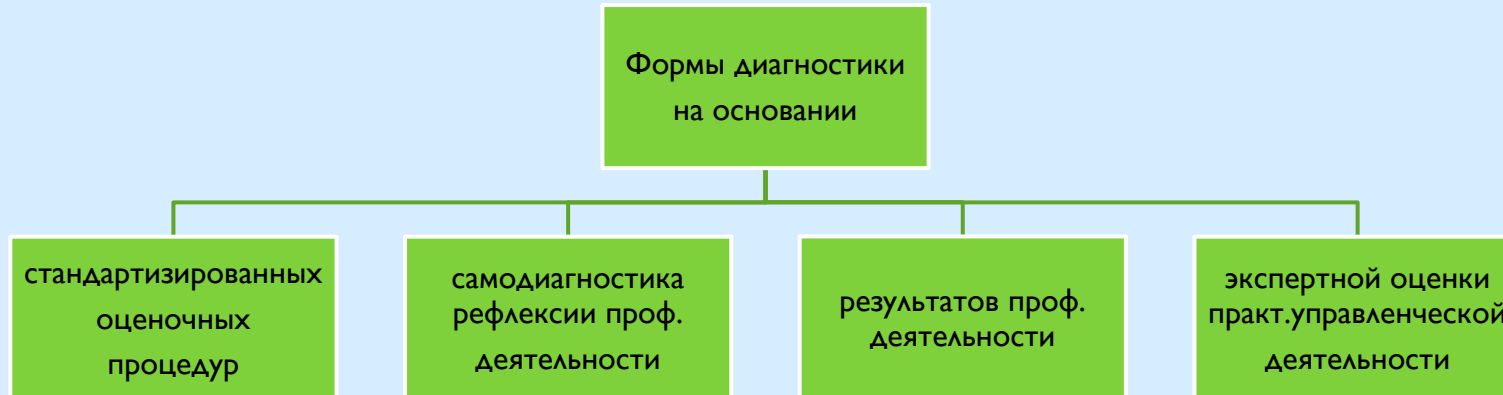 Формы диагностики
на основании
стандартизированных
оценочных
процедур
самодиагностика
рефлексии проф.
деятельности
результатов проф.
деятельности
экспертной оценки
практ.управленческой
деятельности